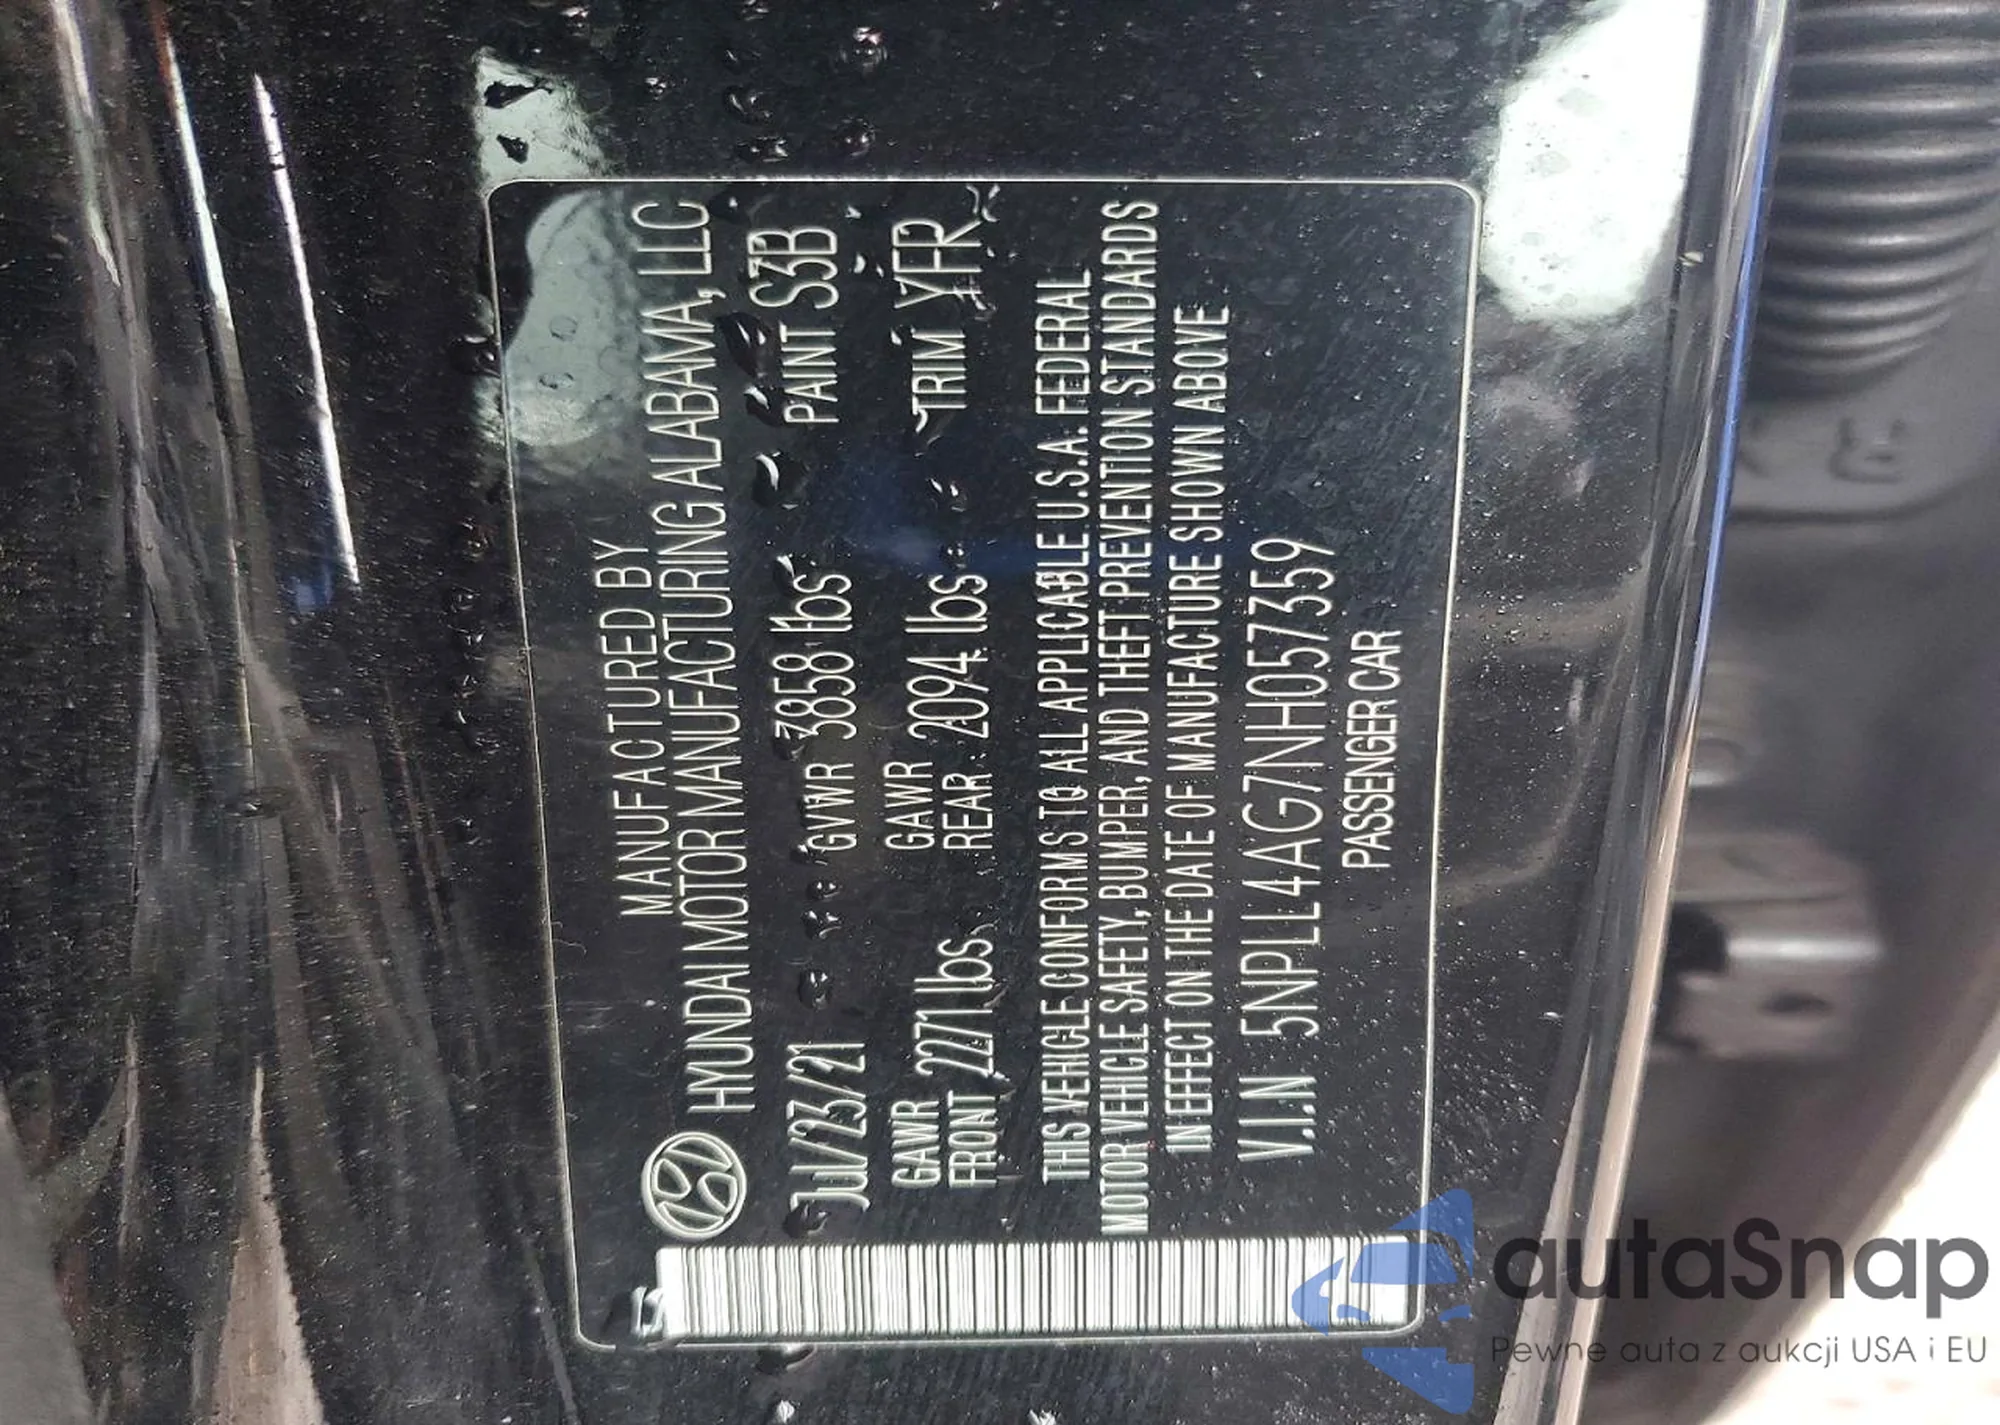 MANUFACTURED BY
HYUNDAI MOTOR MANUFACTURING ALABAMA, LLC
Jul/23/21 GVWR 3858 lbs PAINT S3B
GAWR FRONT 2271 lbs GAWR REAR 2094 lbs TRIM YFR
THIS VEHICLE CONFORMS TO ALL APPLICABLE U.S.A. FEDERAL
MOTOR VEHICLE SAFETY, BUMPER, AND THEFT PREVENTION STANDARDS
IN EFFECT ON THE DATE OF MANUFACTURE SHOWN ABOVE
V.I.N 5NPLL4AG7NH057359
PASSENGER CAR
autaSnap
Pewne auta z aukcji USA i EU